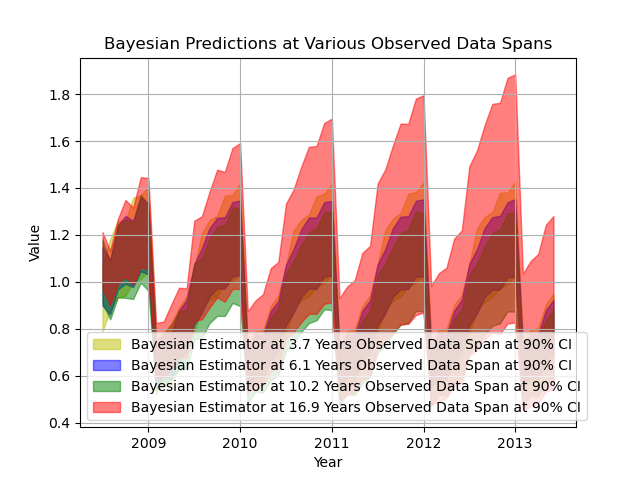 Bayesian Predictions at Various Observed Data Spans
1.8
1.6
1.4
1.2
1.0
0.8
0.6
0.4
Value
Bayesian Estimator at 3.7 Years Observed Data Span at 90% CI
Bayesian Estimator at 6.1 Years Observed Data Span at 90% CI
Bayesian Estimator at 10.2 Years Observed Data Span at 90% CI
Bayesian Estimator at 16.9 Years Observed Data Span at 90% CI
2009 2010 2011 2012 2013
Year